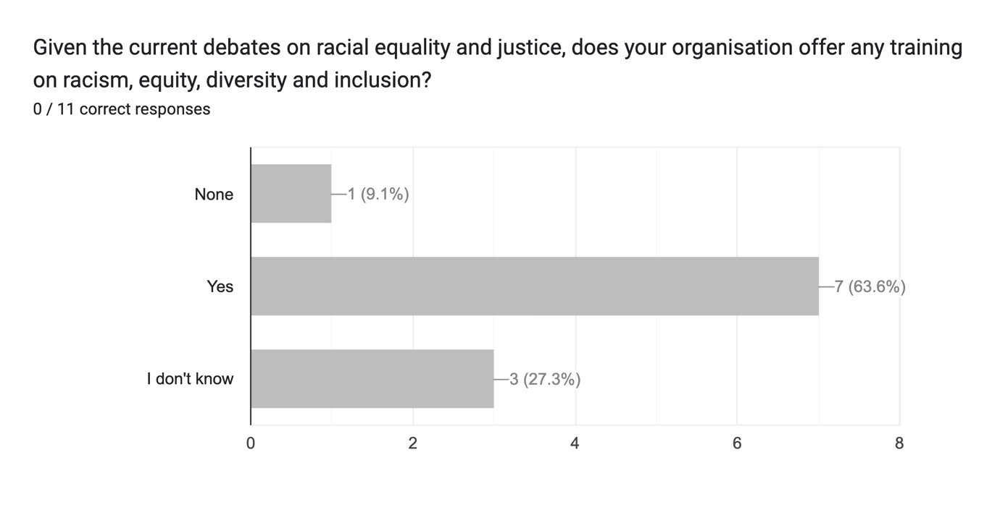 Given the current debates on racial equality and justice, does your organisation offer any training
on racism, equity, diversity and inclusion?
0 / 11 correct responses
None
1 (9.1%)
Yes
7 (63.6%)
I don't know
3 (27.3%)
0
2
4
6
8